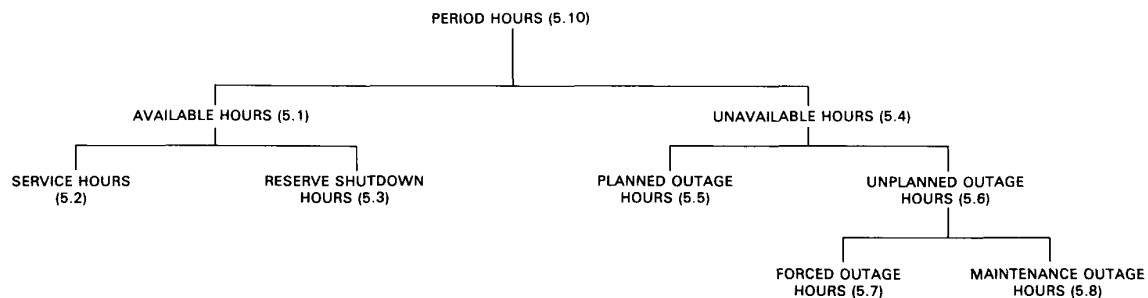 PERIOD HOURS (5.10)
AVAILABLE HOURS (5.1)
UNAVAILABLE HOURS (5.4)
SERVICE HOURS
(5.2)
RESERVE SHUTDOWN
HOURS (5.3)
PLANNED OUTAGE
HOURS (5.5)
UNPLANNED OUTAGE
HOURS (5.6)
FORCED OUTAGE
HOURS (5.7)
MAINTENANCE OUTAGE
HOURS (5.8)